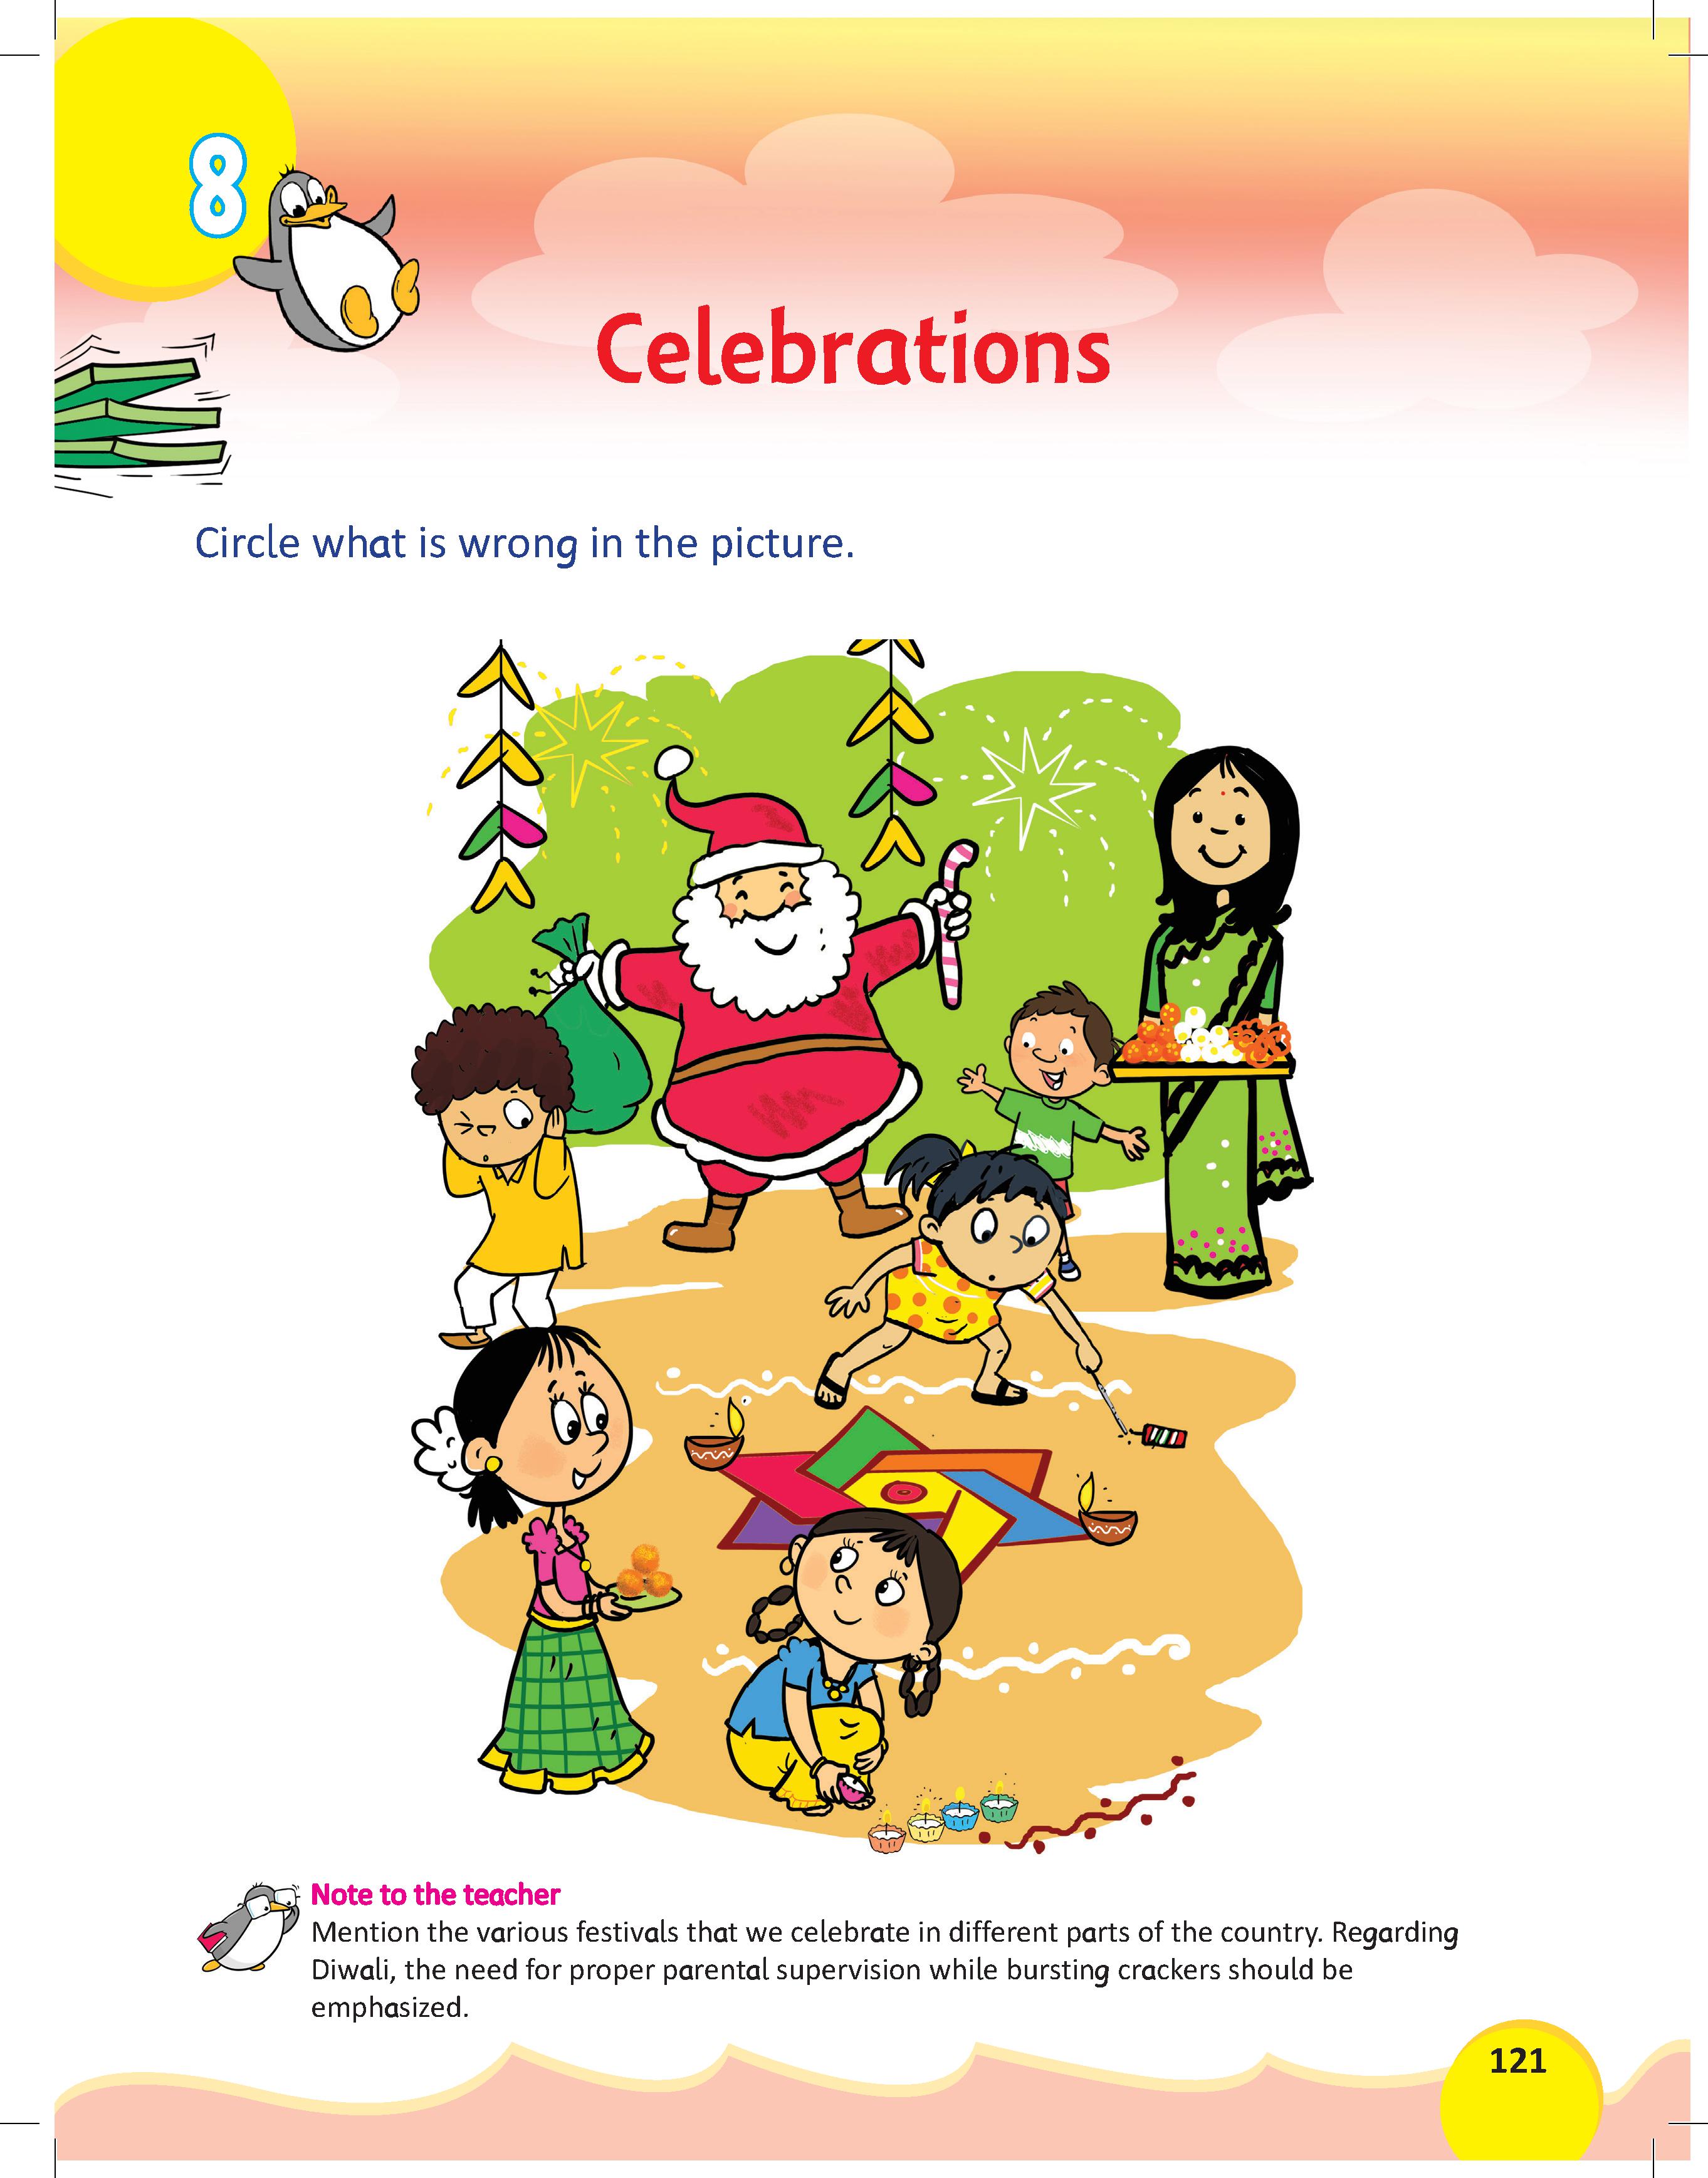 8
Celebrations
Circle what is wrong in the picture.
Note to the teacher
Mention the various festivals that we celebrate in different parts of the country. Regarding
Diwali, the need for proper parental supervision while bursting crackers should be
emphasized.
121